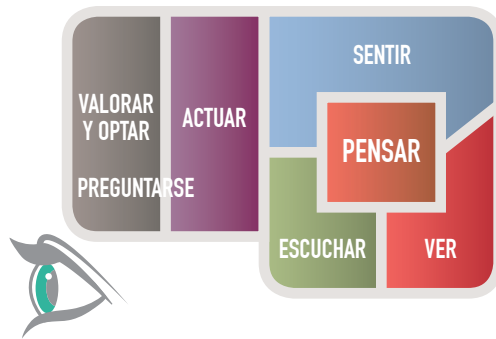 VALORAR
Y OPTAR
PREGUNTARSE
ACTUAR
SENTIR
PENSAR
ESCUCHAR
VER